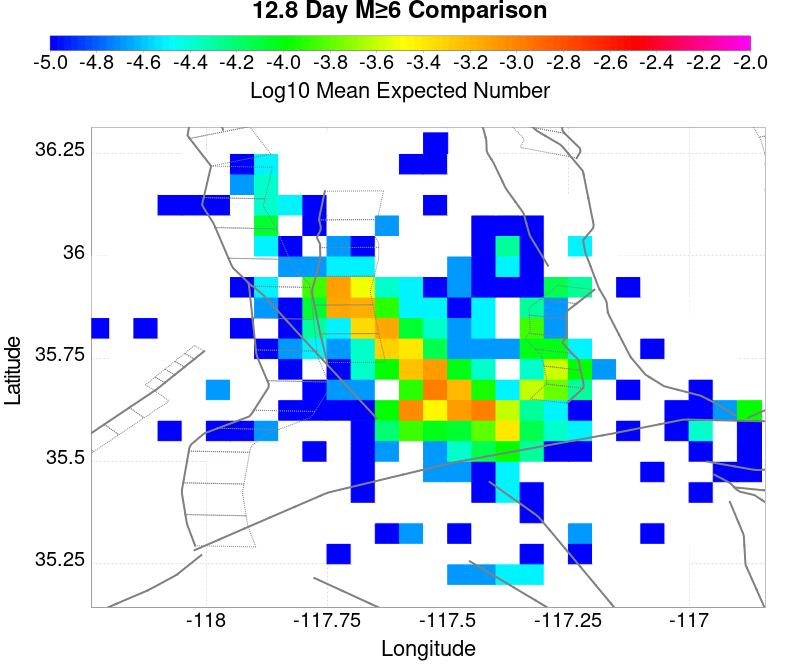 12.8 Day M≥6 Comparison
-5.0 -4.8 -4.6 -4.4 -4.2 -4.0 -3.8 -3.6 -3.4 -3.2 -3.0 -2.8 -2.6 -2.4 -2.2 -2.0
Log10 Mean Expected Number
36.25
36
35.75
35.5
35.25
Latitude
-118 -117.75 -117.5 -117.25 -117
Longitude